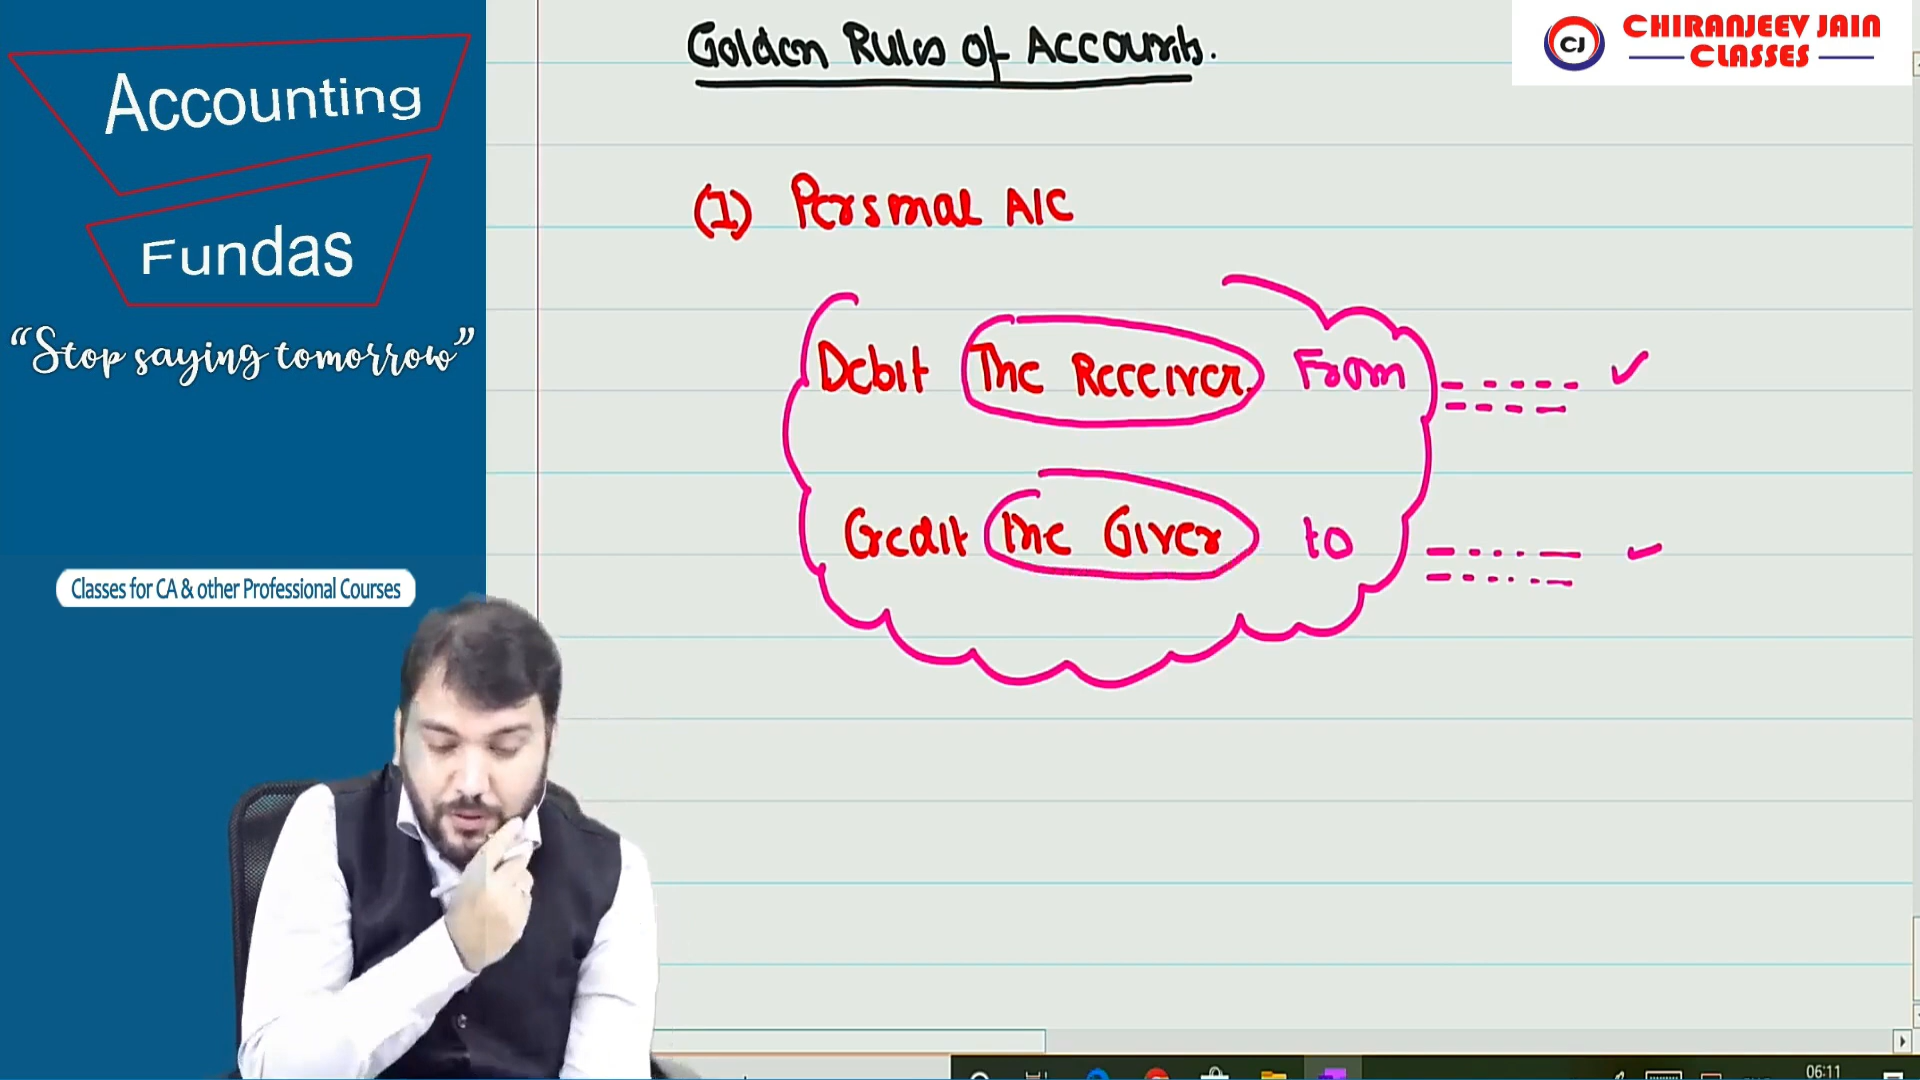 Accounting
Fundas
“Stop saying tomorrow”
Classes for CA & other Professional Courses
CHIRANJEEV JAIN
CJ
CLASSES
Golden Rules of Accounts.
(1) Personal A/C
Debit The Receiver. From
Credit the Giver to
06:11